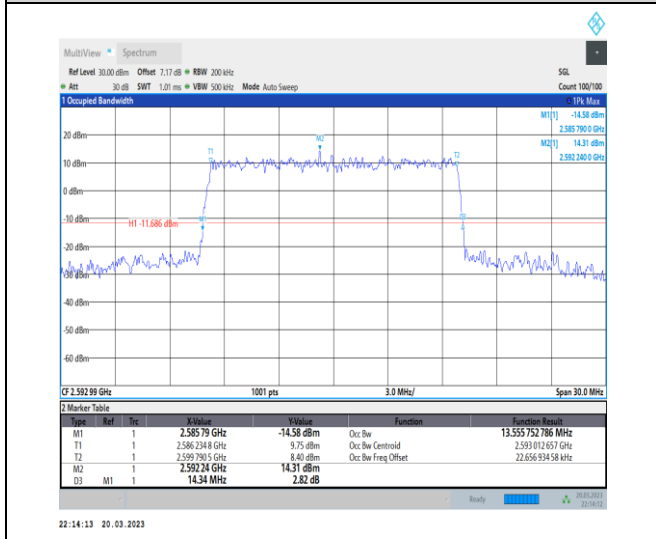 MultiView Spectrum
Ref Level 30.00 dBm Offset 7.17 dB RBW 200 kHz SGL
Att 30 dB SWT 1.01 ms VBW 500 kHz Mode Auto Sweep Count 100/100
1 Occupied Bandwidth 1Pk Max
M1[1] -14.58 dBm
2.585 790 0 GHz
M2[1] 14.31 dBm
2.592 240 0 GHz
20 dBm
M2
T1
T2
10 dBm
0 dBm
-10 dBm
M1
H1 -11.686 dBm
-20 dBm
-30 dBm
-40 dBm
-50 dBm
-60 dBm
CF 2.592 99 GHz 1001 pts 3.0 MHz/ Span 30.0 MHz
2 Marker Table
Type Ref Trc X-Value Y-Value Function Function Result
M1 1 2.585 79 GHz -14.58 dBm Occ Bw 13.555 752 786 MHz
T1 1 2.586 234 8 GHz 9.75 dBm Occ Bw Centroid 2.593 012 657 GHz
T2 1 2.599 790 5 GHz 8.40 dBm Occ Bw Freq Offset 22.656 934 58 kHz
M2 1 2.592 24 GHz 14.31 dBm
D3 M1 1 14.34 MHz 2.82 dB
Ready 20.03.2023
22:14:12
22:14:13 20.03.2023